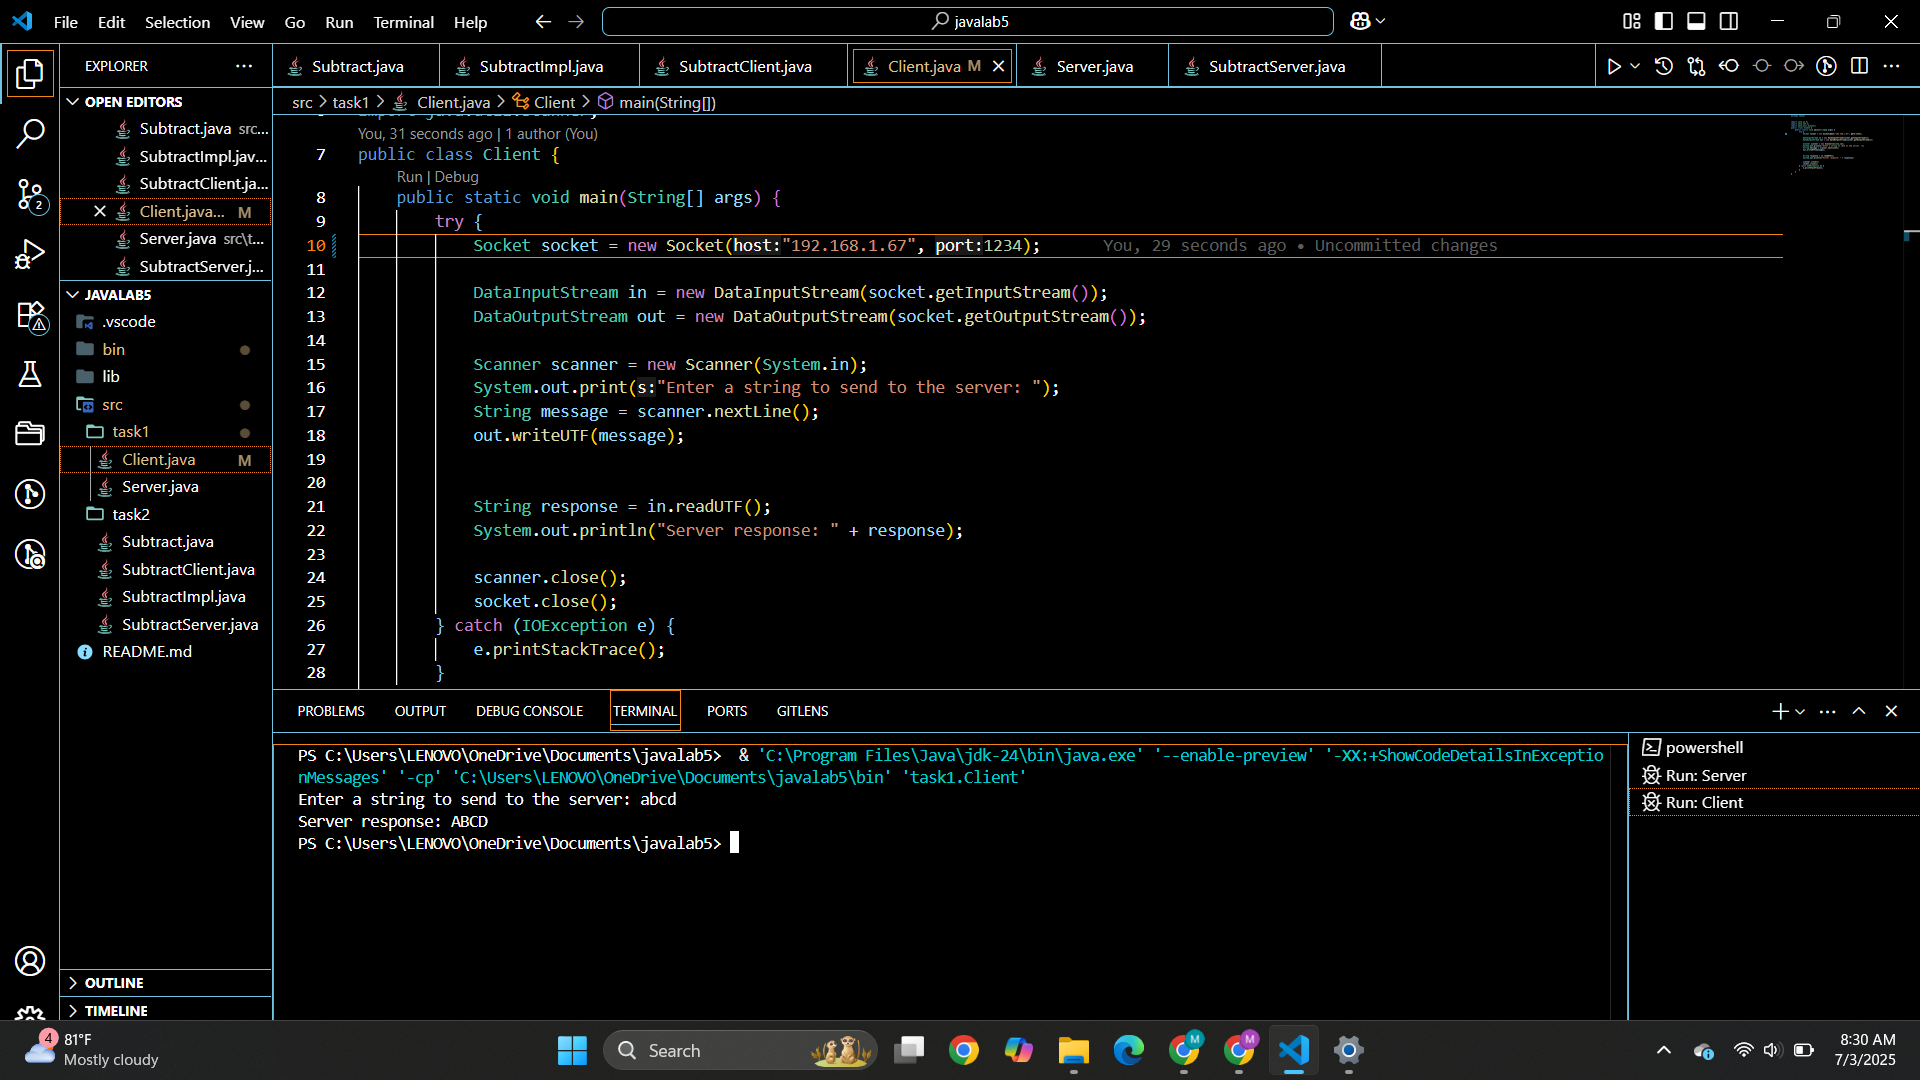 File Edit Selection View Go Run Terminal Help
javalab5
EXPLORER
OPEN EDITORS
Subtract.java src...
SubtractImpl.jav...
SubtractClient.ja...
Client.java... M
Server.java src\t...
SubtractServer.j...
2
JAVALAB5
.vscode
bin
lib
src
task1
Client.java M
Server.java
task2
Subtract.java
SubtractClient.java
SubtractImpl.java
SubtractServer.java
README.md
OUTLINE
TIMELINE
Subtract.java SubtractImpl.java SubtractClient.java Client.java M Server.java SubtractServer.java
src > task1 > Client.java > Client > main(String[])
You, 31 seconds ago | 1 author (You)
7 public class Client {
Run | Debug
8 public static void main(String[] args) {
9 try {
10 Socket socket = new Socket(host:"192.168.1.67", port:1234); You, 29 seconds ago • Uncommitted changes
11
12 DataInputStream in = new DataInputStream(socket.getInputStream());
13 DataOutputStream out = new DataOutputStream(socket.getOutputStream());
14
15 Scanner scanner = new Scanner(System.in);
16 System.out.print(s:"Enter a string to send to the server: ");
17 String message = scanner.nextLine();
18 out.writeUTF(message);
19
20
21 String response = in.readUTF();
22 System.out.println("Server response: " + response);
23
24 scanner.close();
25 socket.close();
26 } catch (IOException e) {
27 e.printStackTrace();
28 }
PROBLEMS OUTPUT DEBUG CONSOLE TERMINAL PORTS GITLENS
PS C:\Users\LENOVO\OneDrive\Documents\javalab5> & 'C:\Program Files\Java\jdk-24\bin\java.exe' '--enable-preview' '-XX:+ShowCodeDetailsInExceptio
nMessages' '-cp' 'C:\Users\LENOVO\OneDrive\Documents\javalab5\bin' 'task1.Client'
Enter a string to send to the server: abcd
Server response: ABCD
PS C:\Users\LENOVO\OneDrive\Documents\javalab5>
powershell
Run: Server
Run: Client
4
81°F
Mostly cloudy
Search
M
M
8:30 AM
7/3/2025